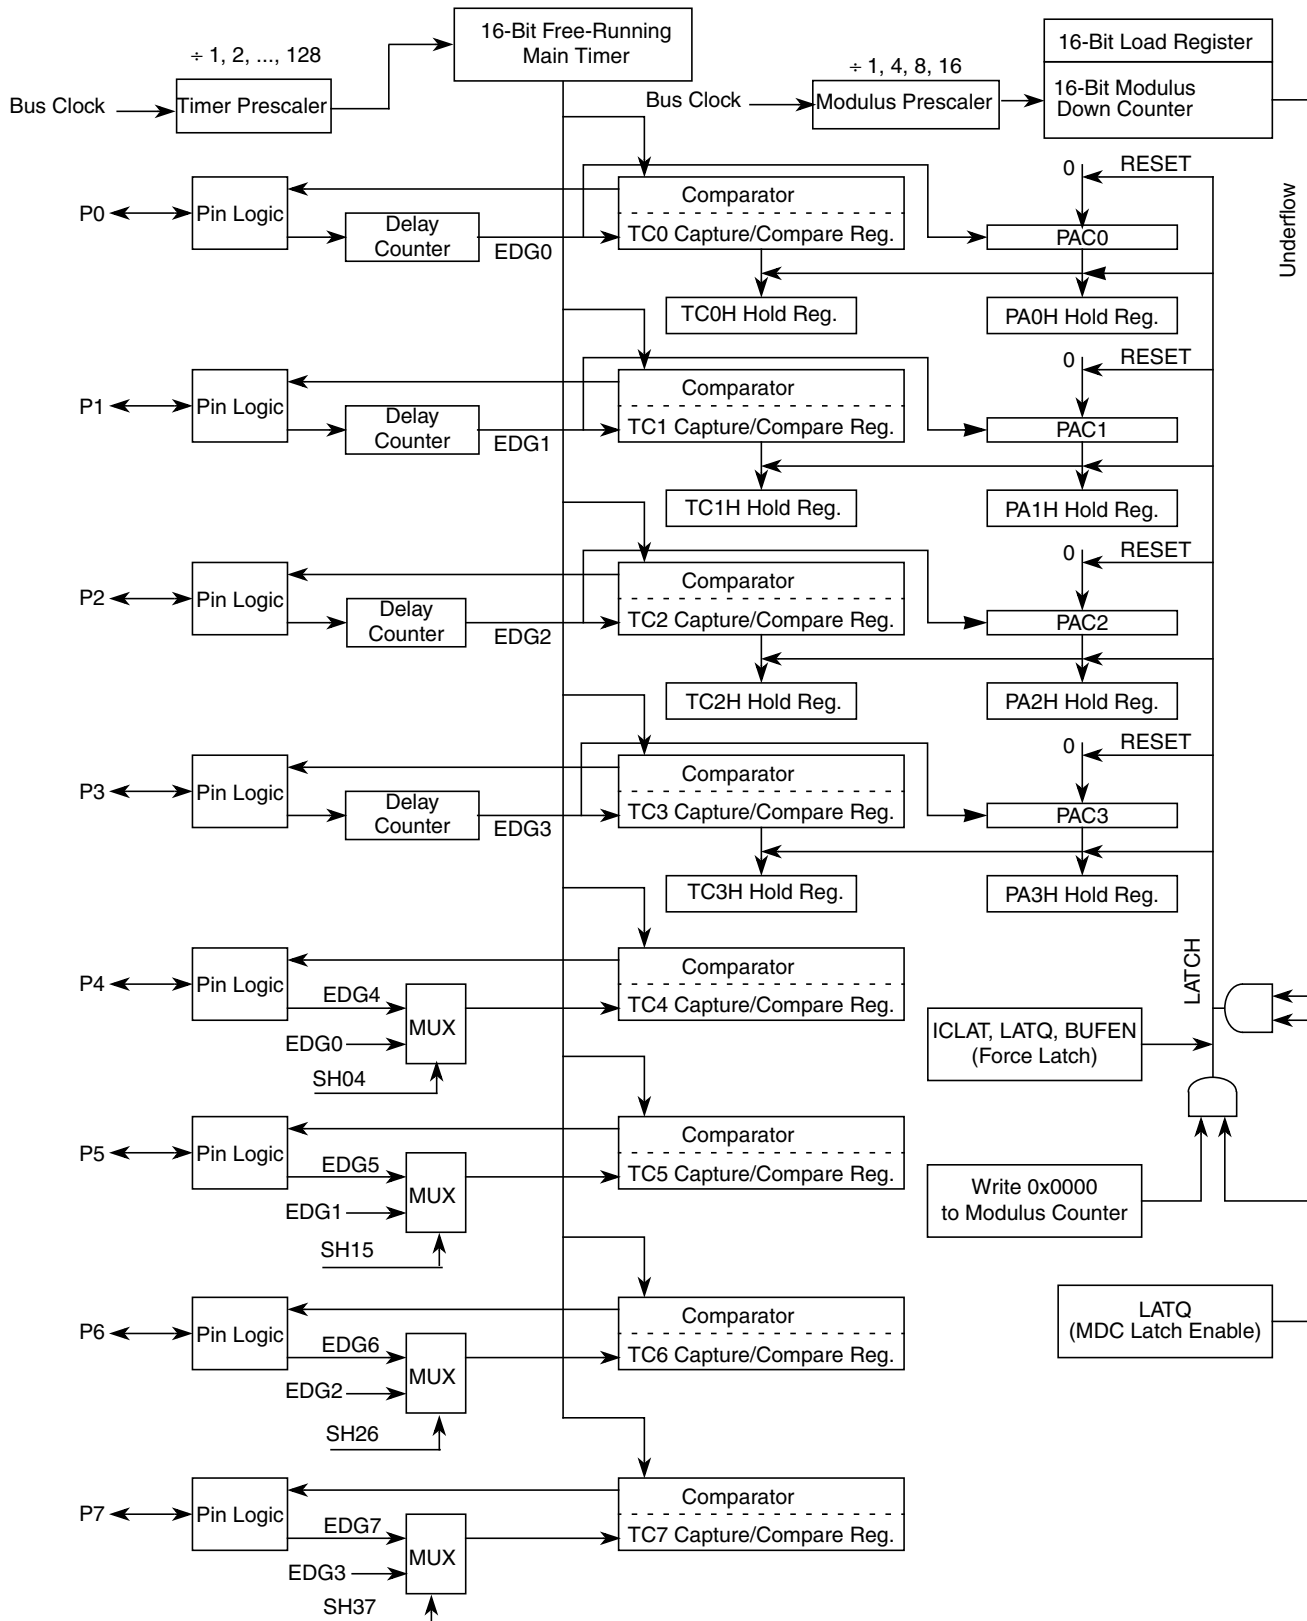 16-Bit Free-Running
Main Timer
16-Bit Load Register
16-Bit Modulus
Down Counter
÷ 1, 2, ..., 128
÷ 1, 4, 8, 16
Bus Clock
Timer Prescaler
Bus Clock
Modulus Prescaler
Underflow
P0
Pin Logic
Delay
Counter
EDG0
Comparator
TC0 Capture/Compare Reg.
0
RESET
PAC0
TC0H Hold Reg.
PA0H Hold Reg.
P1
Pin Logic
Delay
Counter
EDG1
Comparator
TC1 Capture/Compare Reg.
0
RESET
PAC1
TC1H Hold Reg.
PA1H Hold Reg.
P2
Pin Logic
Delay
Counter
EDG2
Comparator
TC2 Capture/Compare Reg.
0
RESET
PAC2
TC2H Hold Reg.
PA2H Hold Reg.
P3
Pin Logic
Delay
Counter
EDG3
Comparator
TC3 Capture/Compare Reg.
0
RESET
PAC3
TC3H Hold Reg.
PA3H Hold Reg.
LATCH
P4
Pin Logic
EDG4
EDG0
MUX
SH04
Comparator
TC4 Capture/Compare Reg.
ICLAT, LATQ, BUFEN
(Force Latch)
P5
Pin Logic
EDG5
EDG1
MUX
SH15
Comparator
TC5 Capture/Compare Reg.
Write 0x0000
to Modulus Counter
P6
Pin Logic
EDG6
EDG2
MUX
SH26
Comparator
TC6 Capture/Compare Reg.
LATQ
(MDC Latch Enable)
P7
Pin Logic
EDG7
EDG3
MUX
SH37
Comparator
TC7 Capture/Compare Reg.